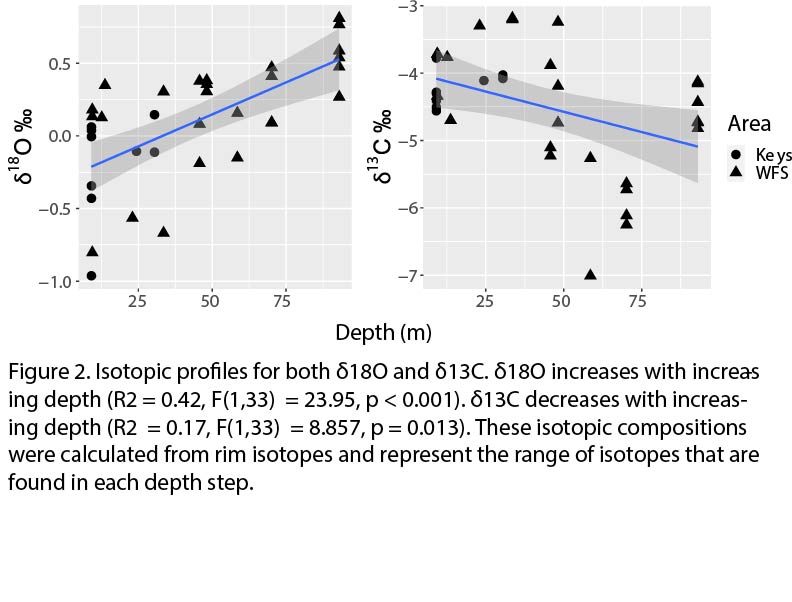 0.5
0.0
−0.5
−1.0
δ18O ‰
25 50 75
−3
−4
−5
−6
−7
δ13C ‰
25 50 75
Area
Ke ys
WFS
Depth (m)
Figure 2. Isotopic profiles for both δ18O and δ13C. δ18O increases with increas
ing depth (R2 = 0.42, F(1,33) = 23.95, p < 0.001). δ13C decreases with increas-
ing depth (R2 = 0.17, F(1,33) = 8.857, p = 0.013). These isotopic compositions
were calculated from rim isotopes and represent the range of isotopes that are
found in each depth step.